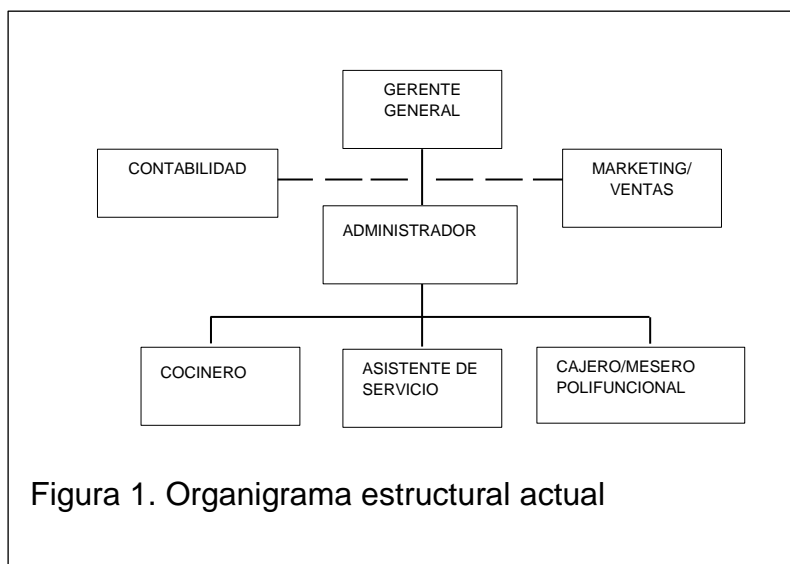 GERENTE
GENERAL
CONTABILIDAD
MARKETING/
VENTAS
ADMINISTRADOR
COCINERO
ASISTENTE DE
SERVICIO
CAJERO/MESERO
POLIFUNCIONAL
Figura 1. Organigrama estructural actual